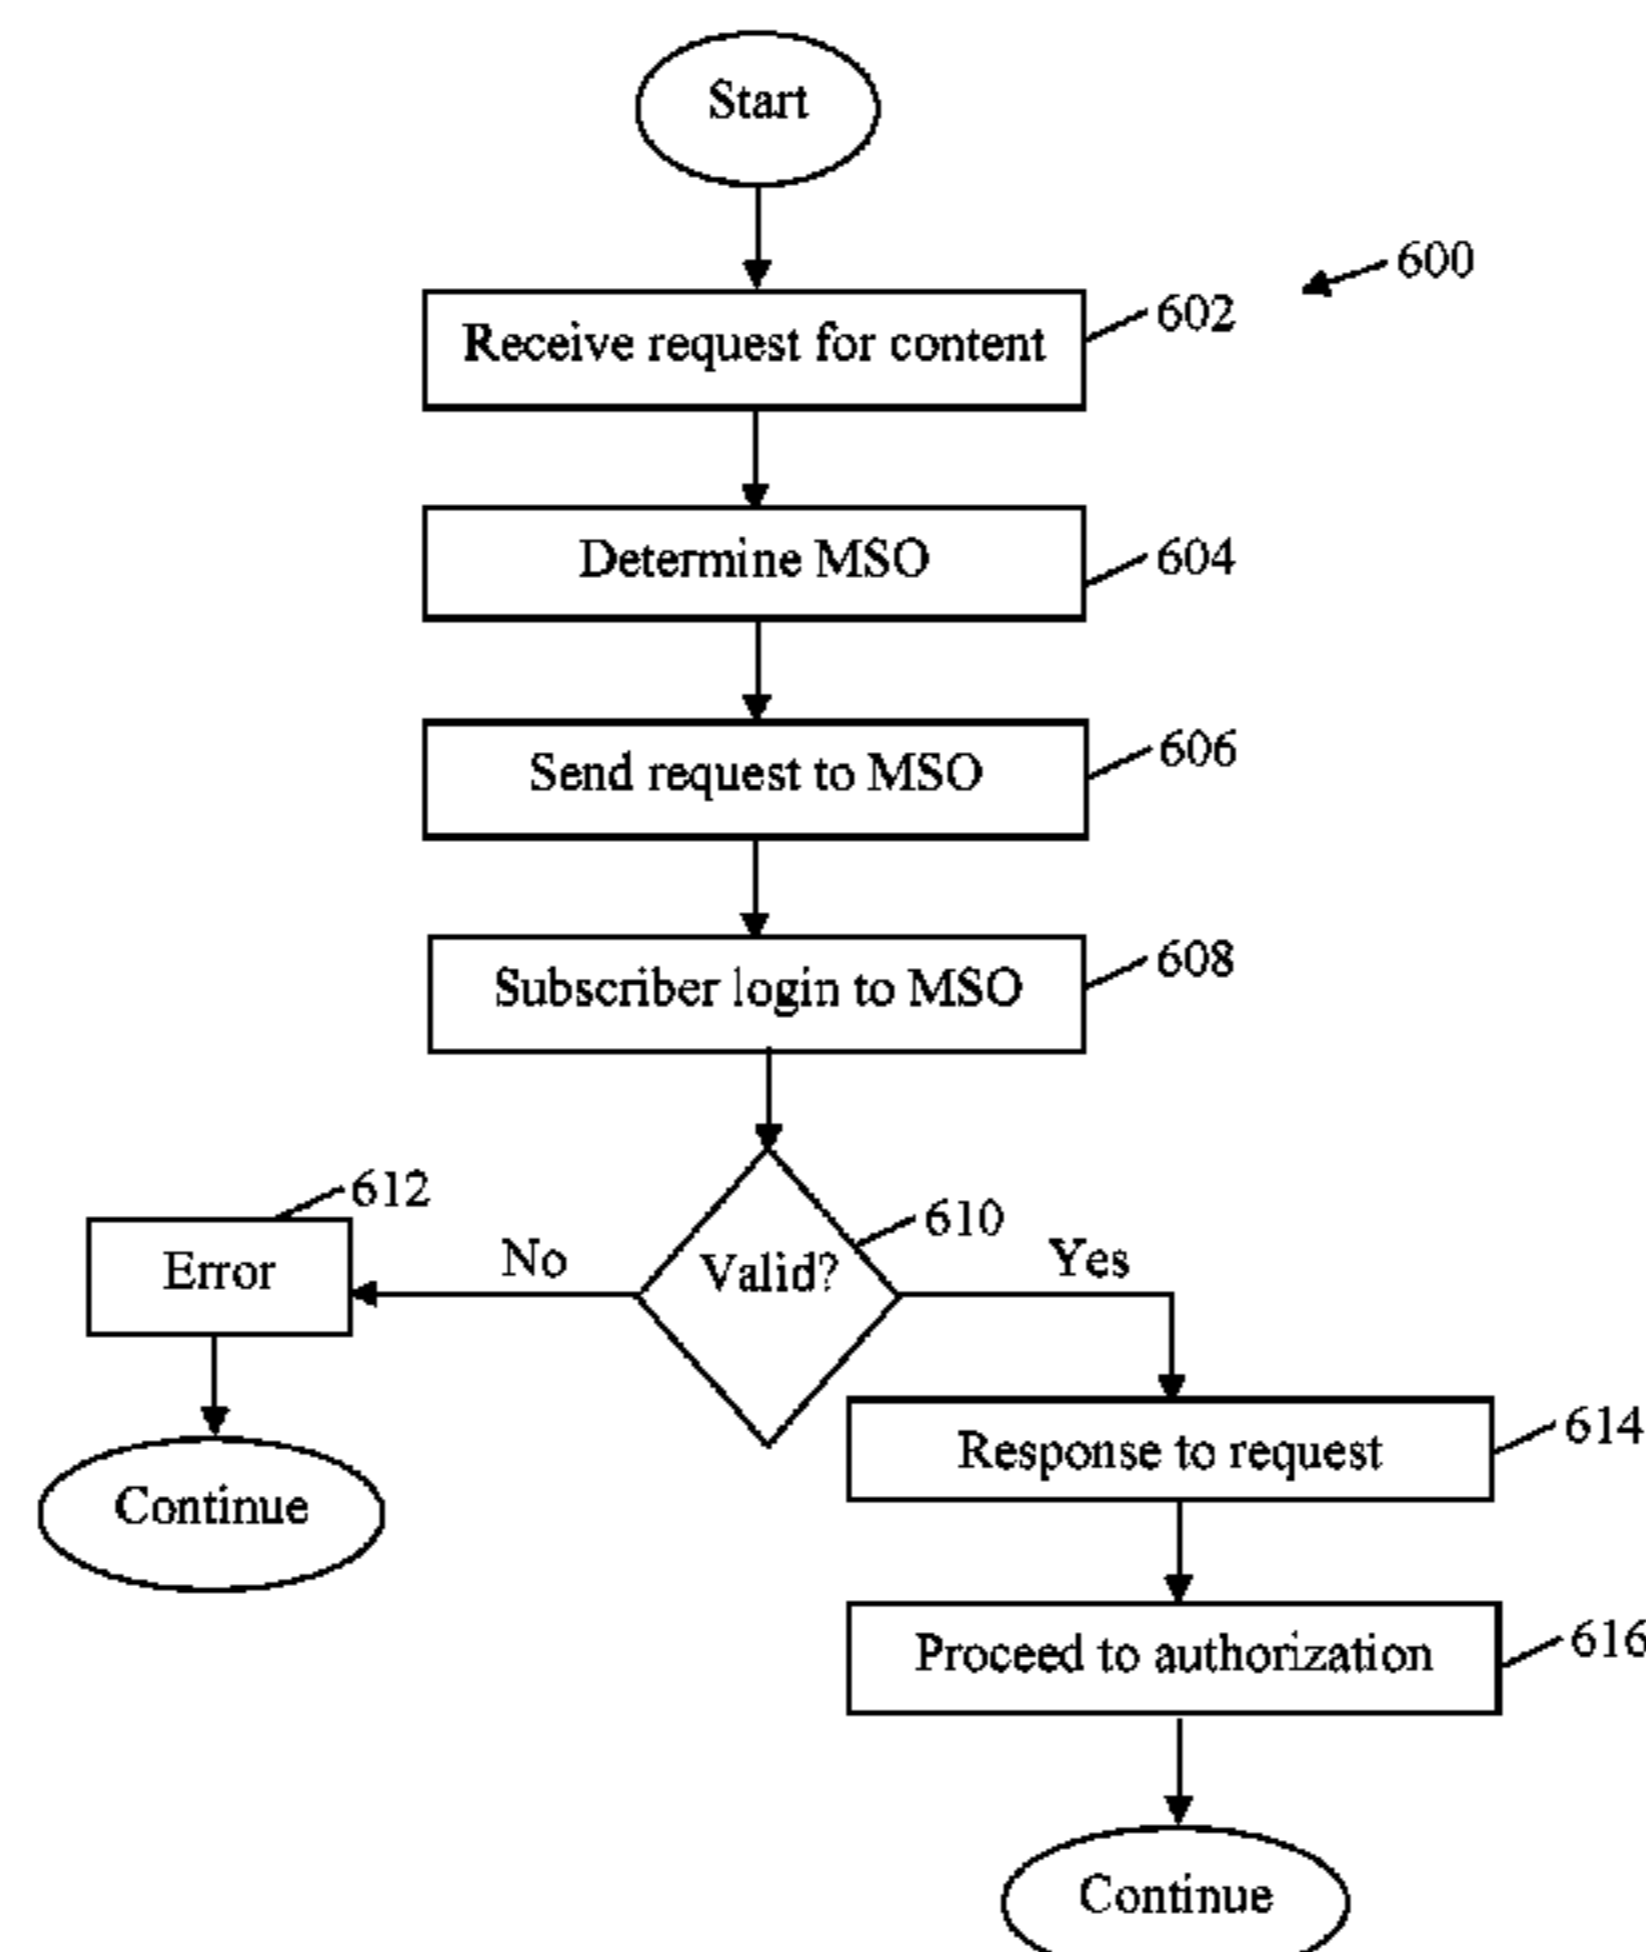 Start
600
Receive request for content
602
Determine MSO
604
Send request to MSO
606
Subscriber login to MSO
608
612
610
Error
No
Valid?
Yes
614
Response to request
Continue
616
Proceed to authorization
Continue